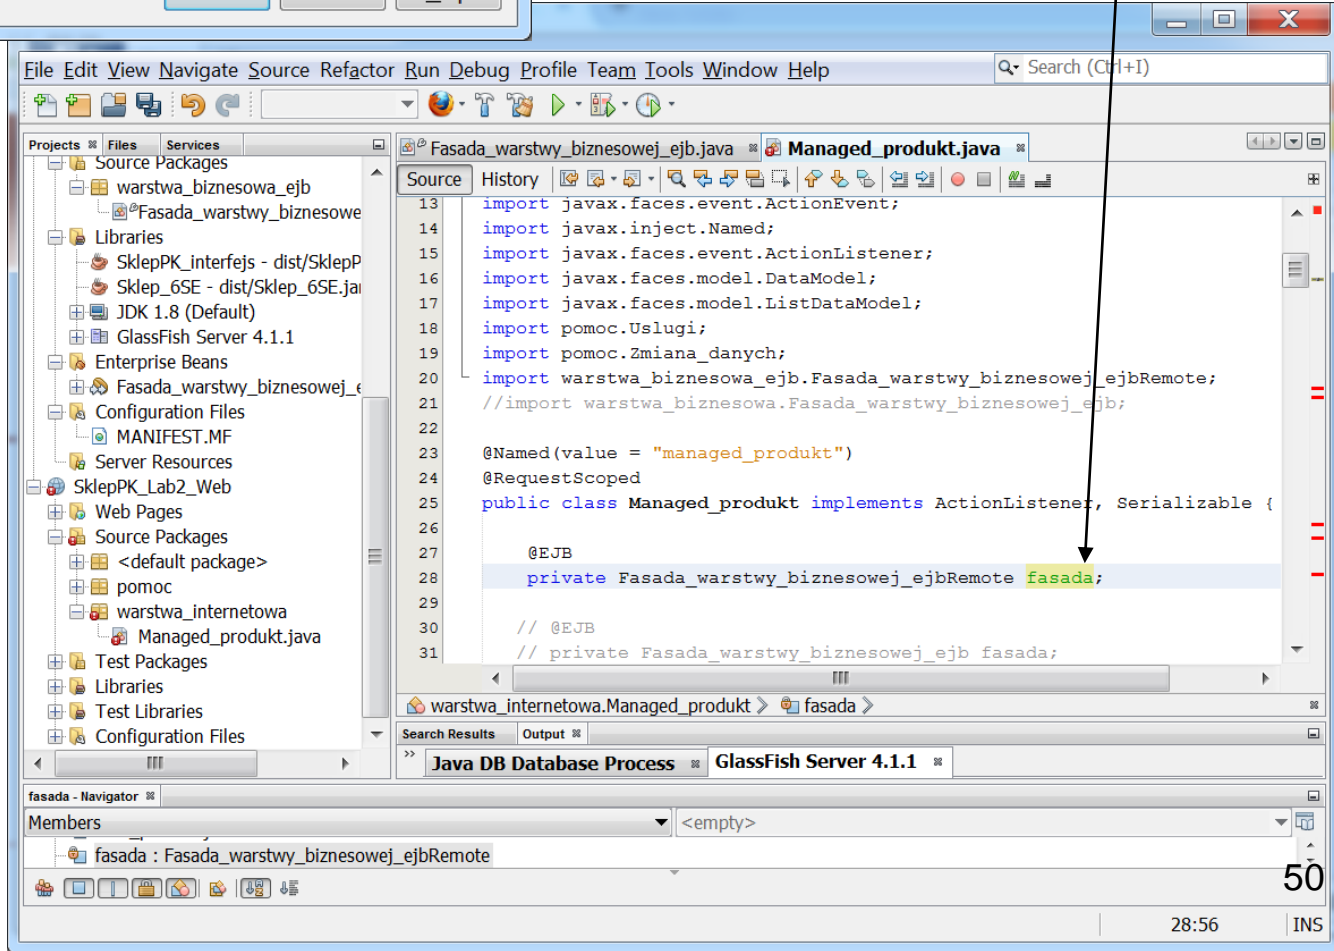 File Edit View Navigate Source Refactor Run Debug Profile Team Tools Window Help
Search (Ctrl+I)
Projects Files Services
Source Packages
warstwa_biznesowa_ejb
Fasada_warstwy_biznesowe
Libraries
SklepPK_interfejs - dist/SklepP
Sklep_6SE - dist/Sklep_6SE.jar
JDK 1.8 (Default)
GlassFish Server 4.1.1
Enterprise Beans
Fasada_warstwy_biznesowej_e
Configuration Files
MANIFEST.MF
Server Resources
SklepPK_Lab2_Web
Web Pages
Source Packages
<default package>
pomoc
warstwa_internetowa
Managed_produkt.java
Test Packages
Libraries
Test Libraries
Configuration Files
Fasada_warstwy_biznesowej_ejb.java Managed_produkt.java
Source History
13 import javax.faces.event.ActionEvent;
14 import javax.inject.Named;
15 import javax.faces.event.ActionListener;
16 import javax.faces.model.DataModel;
17 import javax.faces.model.ListDataModel;
18 import pomoc.Uslugi;
19 import pomoc.Zmiana_danych;
20 import warstwa_biznesowa_ejb.Fasada_warstwy_biznesowej_ejbRemote;
21 //import warstwa_biznesowa.Fasada_warstwy_biznesowej_ejb;
22
23 @Named(value = "managed_produkt")
24 @RequestScoped
25 public class Managed_produkt implements ActionListener, Serializable {
26
27 @EJB
28 private Fasada_warstwy_biznesowej_ejbRemote fasada;
29
30 // @EJB
31 // private Fasada_warstwy_biznesowej_ejb fasada;
warstwa_internetowa.Managed_produkt fasada
Search Results Output
Java DB Database Process GlassFish Server 4.1.1
fasada - Navigator
Members <empty>
fasada : Fasada_warstwy_biznesowej_ejbRemote
50
28:56 INS